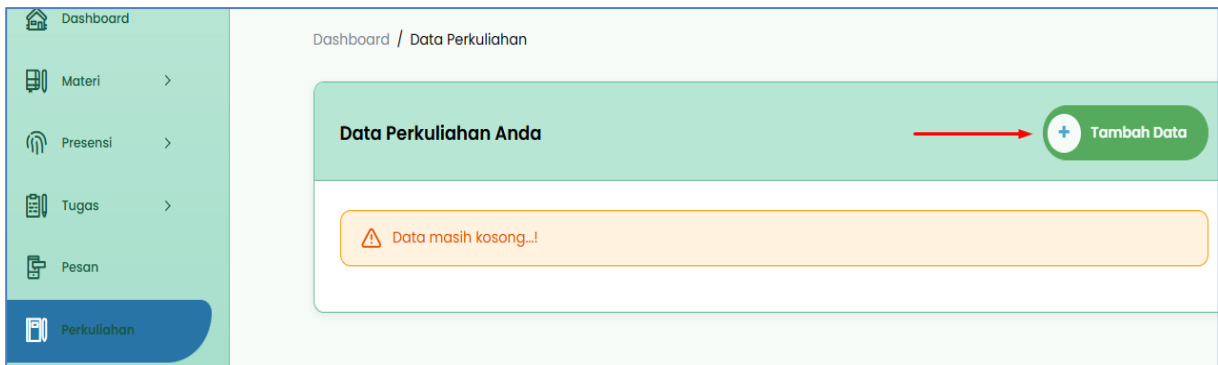 Dashboard
Materi
Presensi
Tugas
Pesan
Perkuliahan
Dashboard / Data Perkuliahan
Data Perkuliahan Anda
+ Tambah Data
Data masih kosong...!